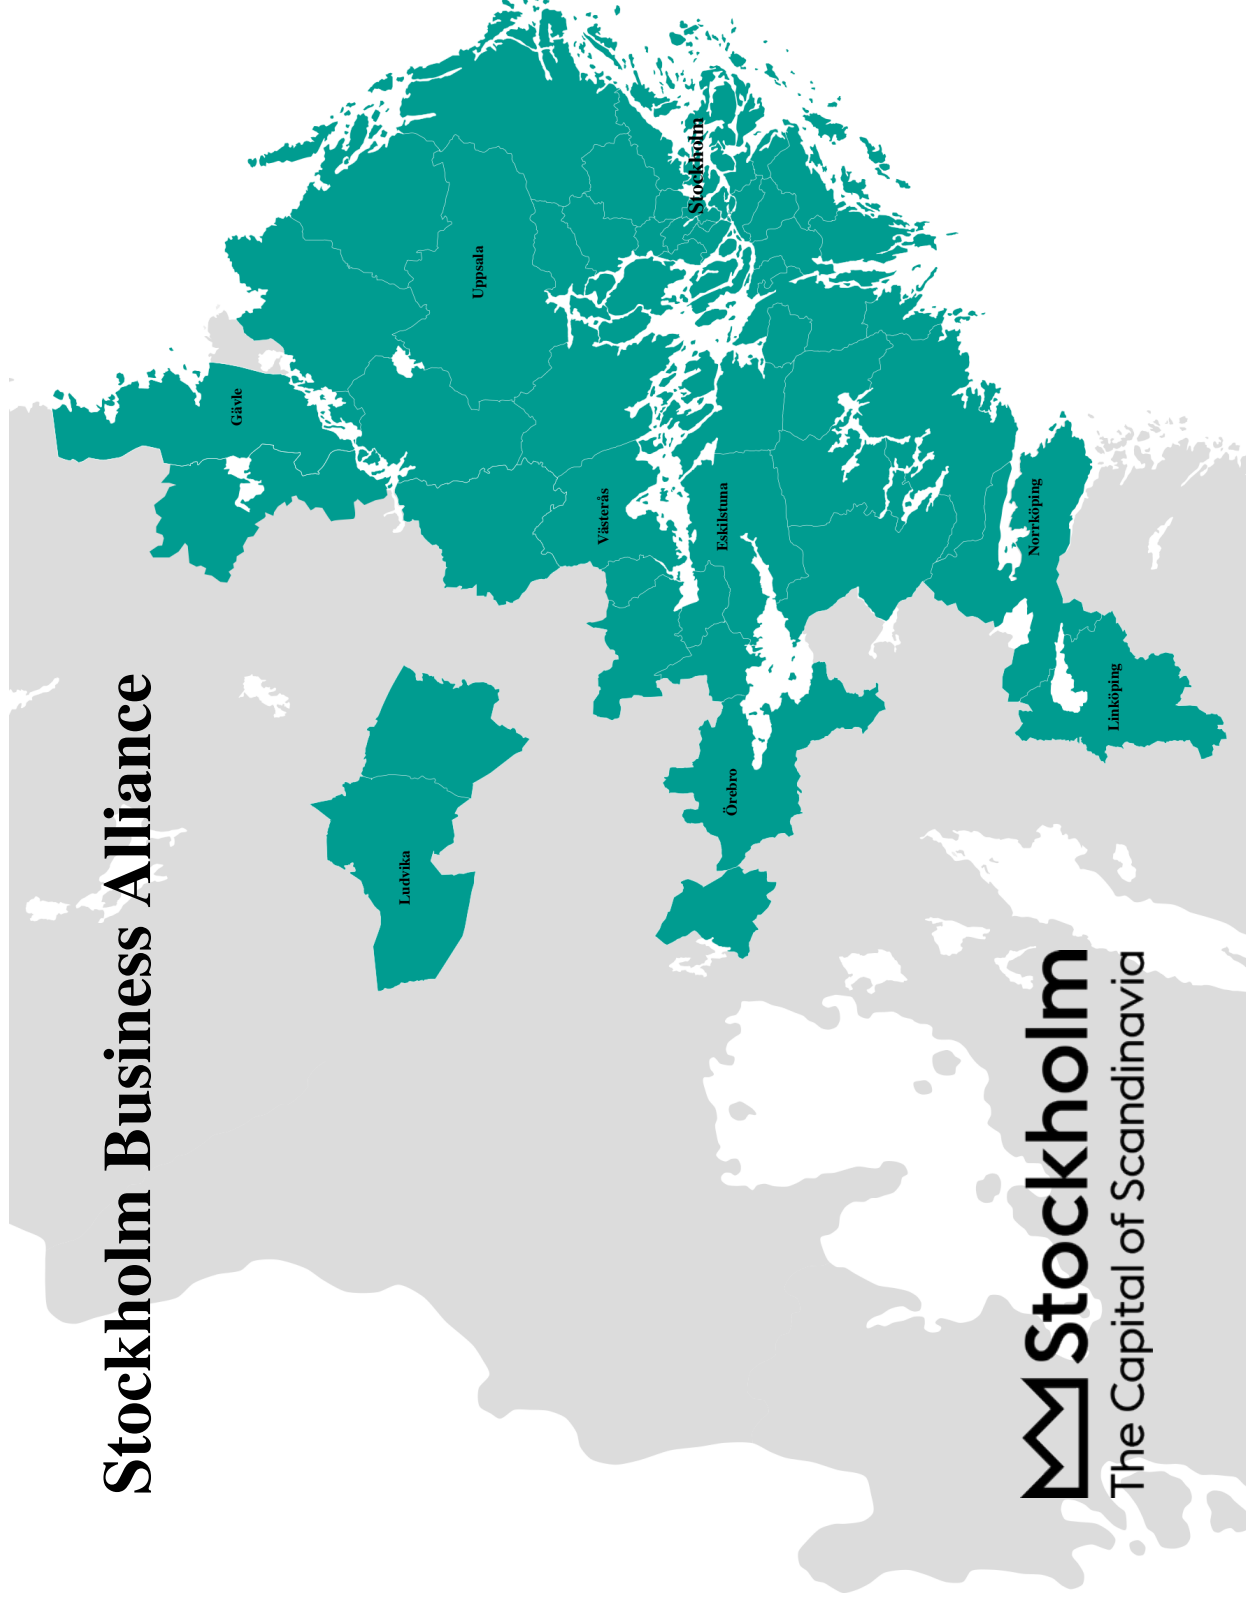 Stockholm Business Alliance
Gävle
Ludvika
Uppsala
Västerås
Stockholm
Eskilstuna
Örebro
Norrköping
Linköping
Stockholm
The Capital of Scandinavia